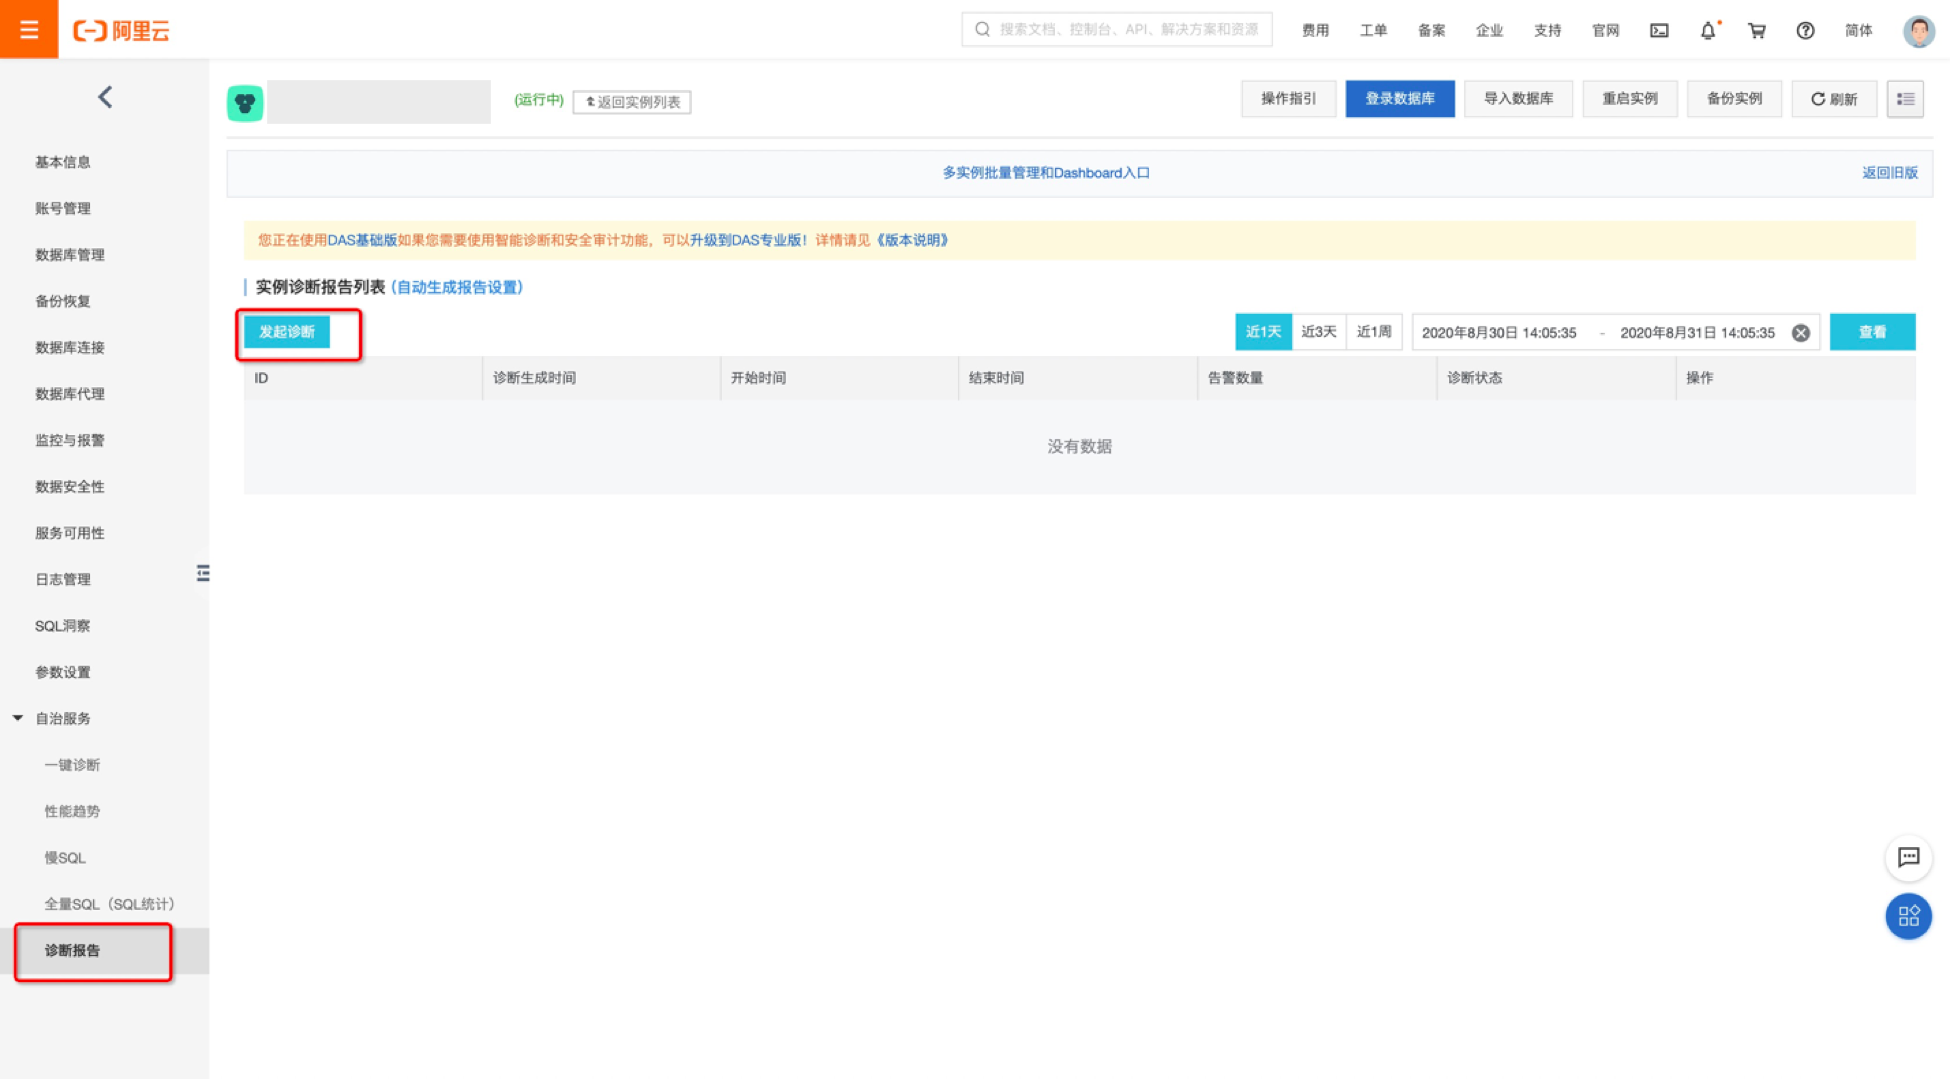 阿里云
搜索文档、控制台、API、解决方案和资源
费用 工单 备案 企业 支持 官网 简体
(运行中) 返回实例列表
操作指引 登录数据库 导入数据库 重启实例 备份实例 刷新
多实例批量管理和Dashboard入口 返回旧版
您正在使用DAS基础版如果您需要使用智能诊断和安全审计功能，可以升级到DAS专业版！详情请见《版本说明》
实例诊断报告列表 (自动生成报告设置)
发起诊断
近1天 近3天 近1周 2020年8月30日 14:05:35 - 2020年8月31日 14:05:35 查看
ID 诊断生成时间 开始时间 结束时间 告警数量 诊断状态 操作
没有数据
基本信息
账号管理
数据库管理
备份恢复
数据库连接
数据库代理
监控与报警
数据安全性
服务可用性
日志管理
SQL洞察
参数设置
自治服务
一键诊断
性能趋势
慢SQL
全量SQL（SQL统计）
诊断报告